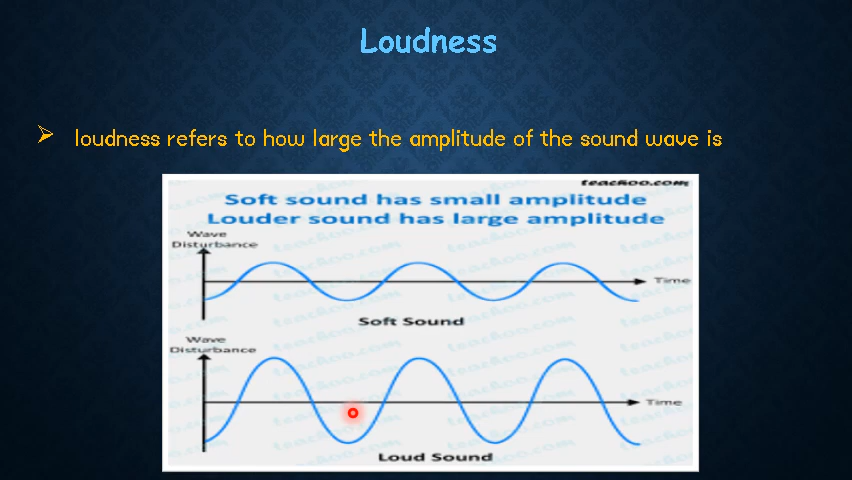 Loudness
➢ loudness refers to how large the amplitude of the sound wave is
teachoo.com
Soft sound has small amplitude
Louder sound has large amplitude
Wave
Disturbance
Time
Soft Sound
Wave
Disturbance
Time
Loud Sound